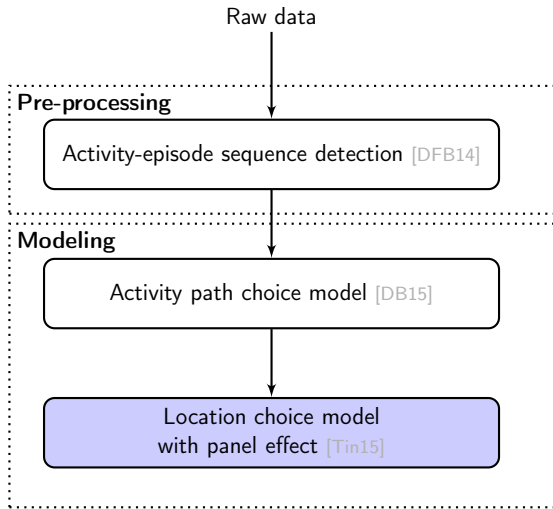 Raw data
Pre-processing
Activity-episode sequence detection [DFB14]
Modeling
Activity path choice model [DB15]
Location choice model
with panel effect [Tin15]